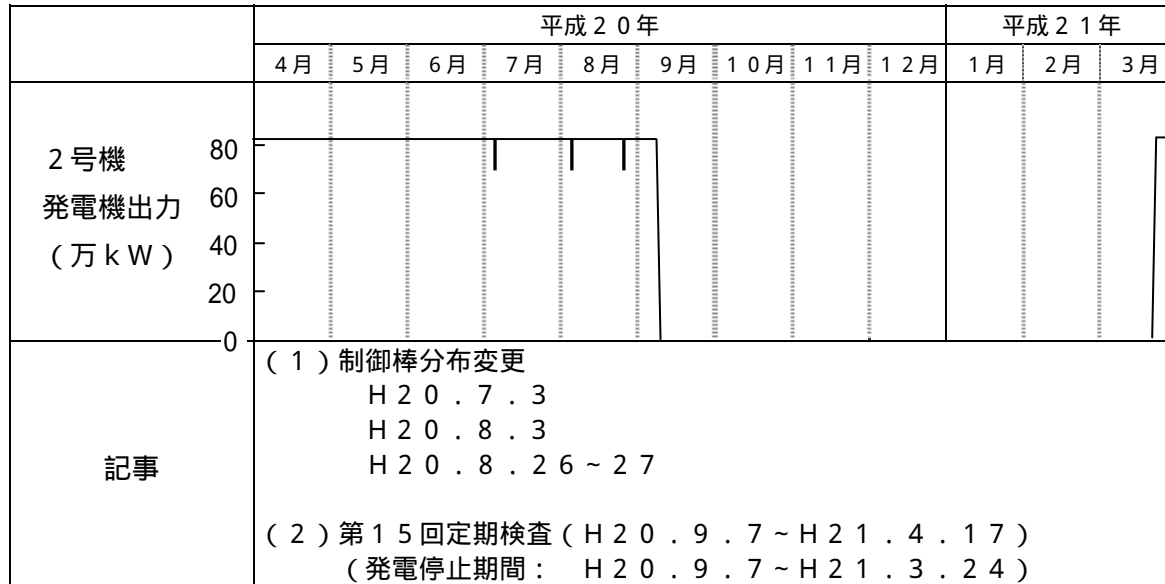 平成２０年 平成２１年
４月 ５月 ６月 ７月 ８月 ９月 １０月 １１月 １２月 １月 ２月 ３月
２号機
発電機出力
（万ｋＷ）
80
60
40
20
0
記事
（１）制御棒分布変更
Ｈ２０．７．３
Ｈ２０．８．３
Ｈ２０．８．26～２７
（２）第１５回定期検査（Ｈ２０．９．７～Ｈ２１．４．１７）
（発電停止期間： Ｈ２０．９．７～Ｈ２１．３．２４）